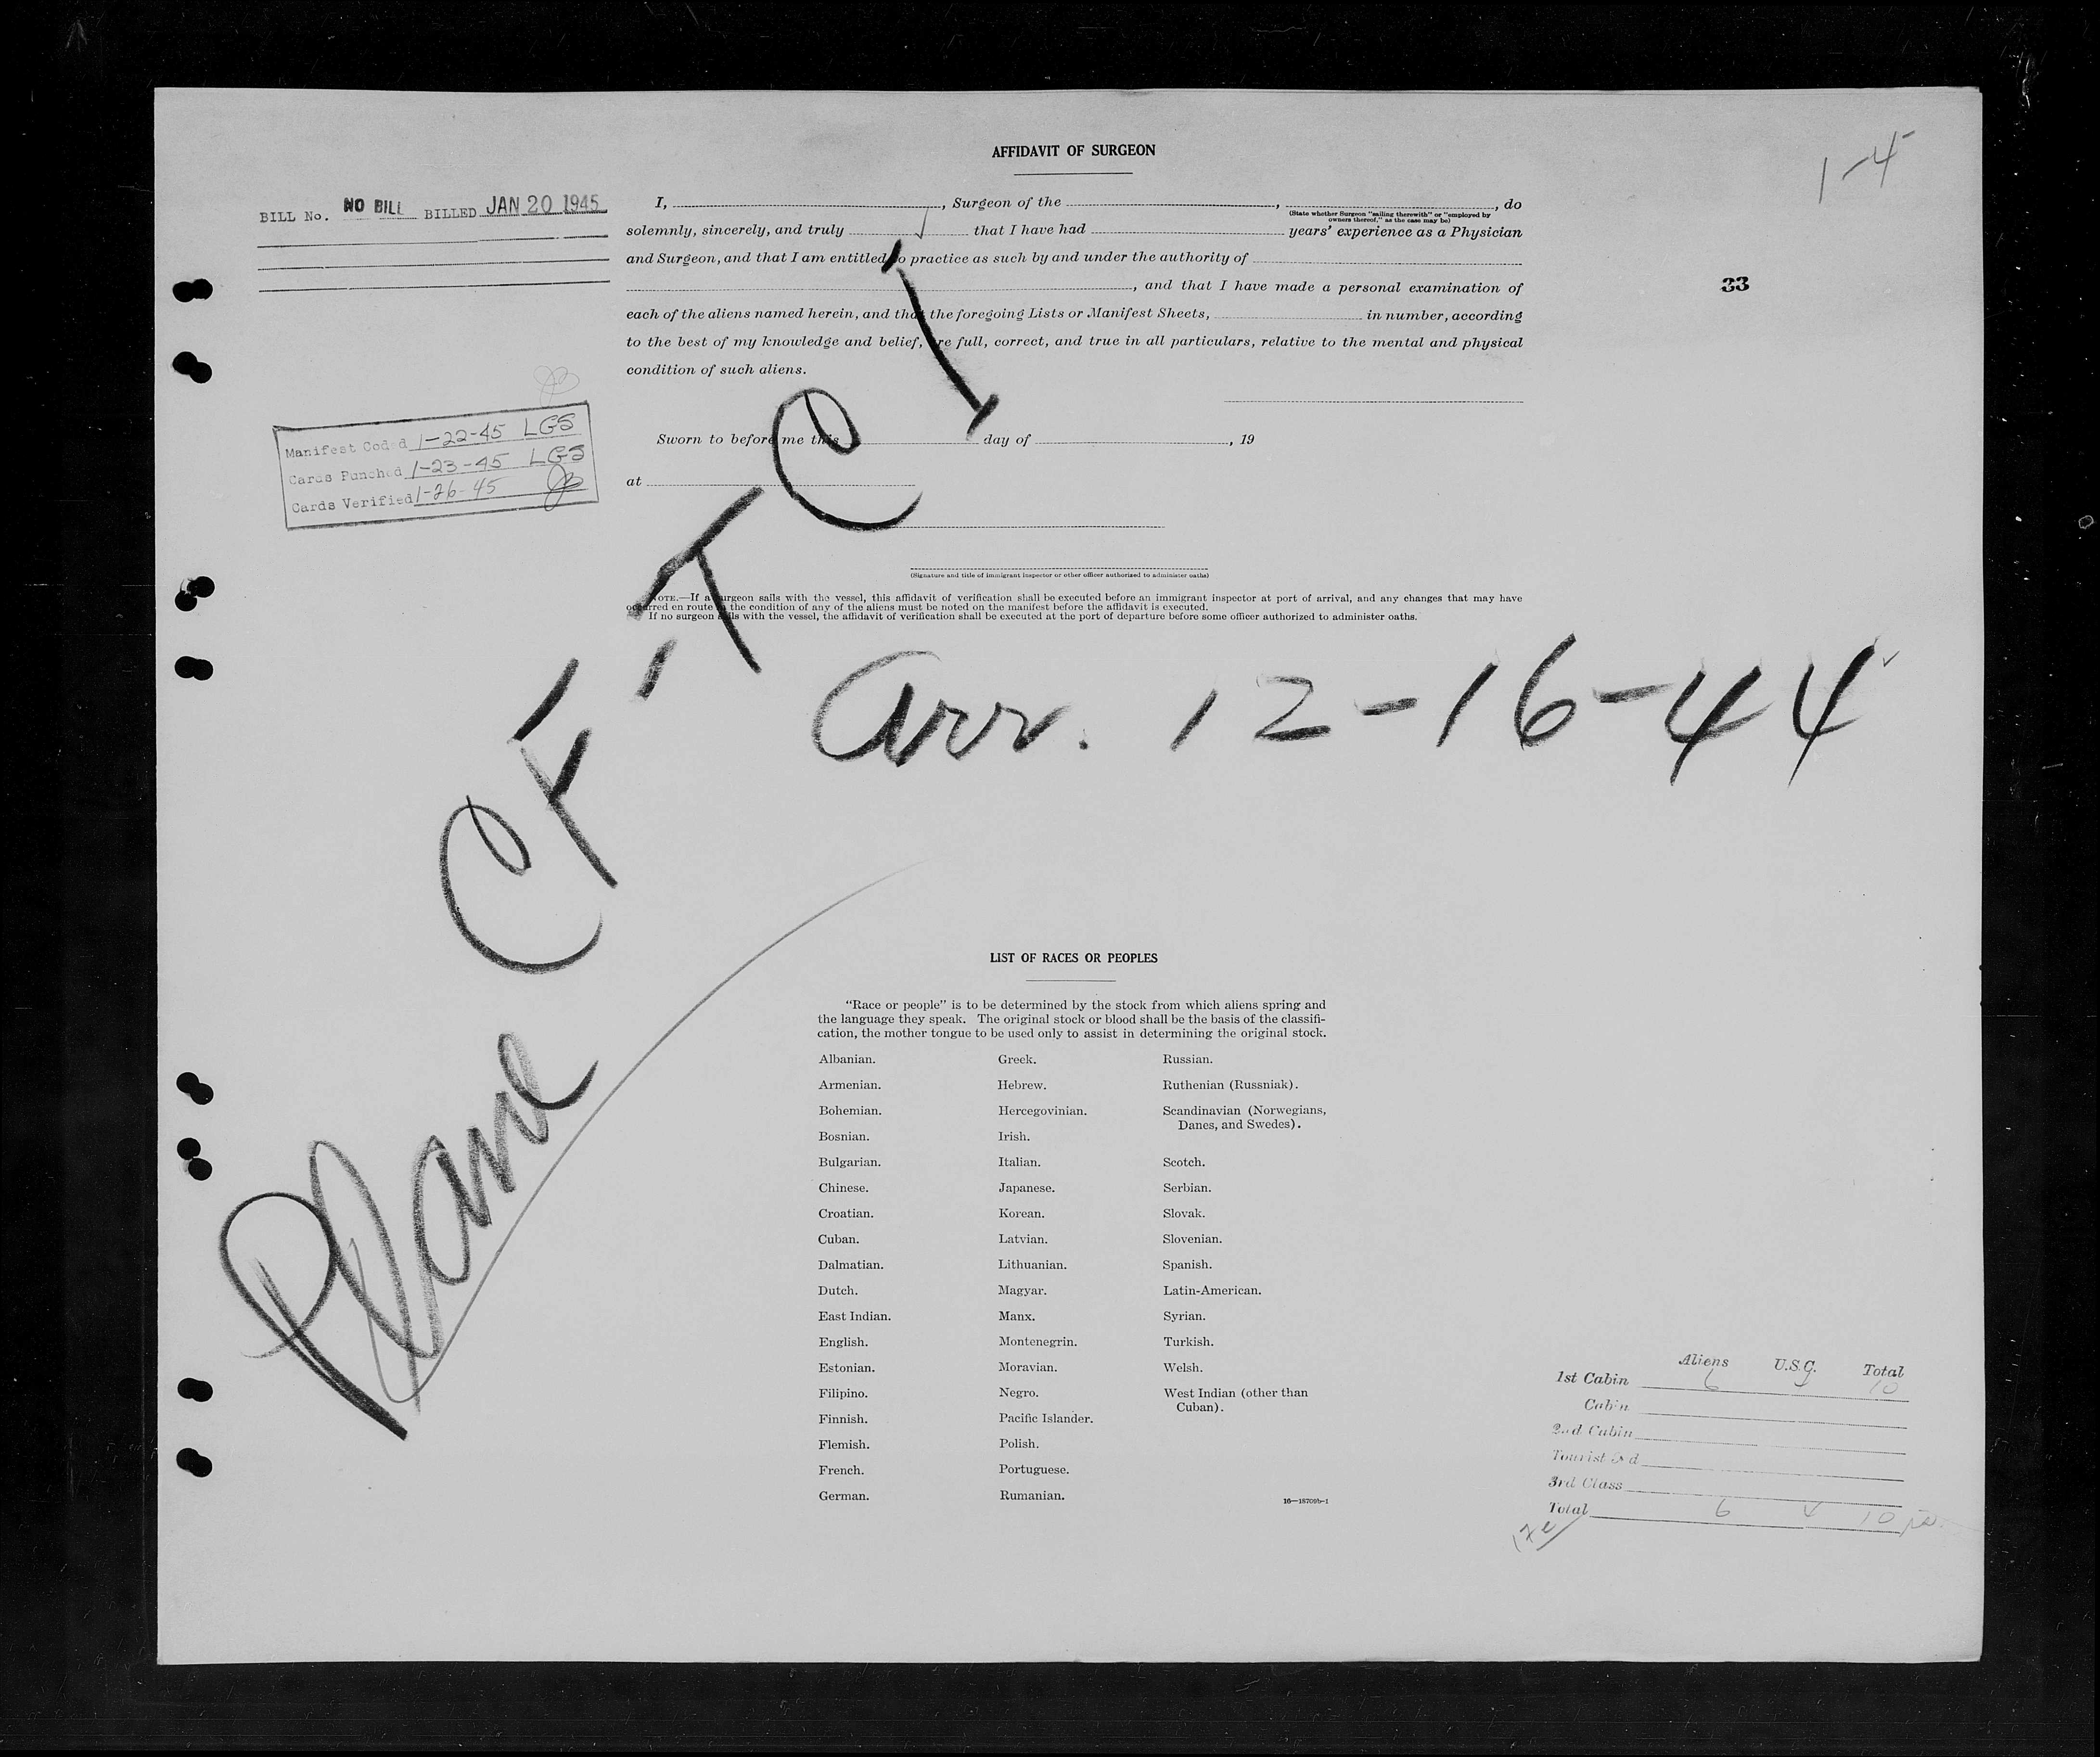 1-4
AFFIDAVIT OF SURGEON
BILL No. NO BILL BILLED JAN 20 1945
I, , Surgeon of the , , do
(State whether Surgeon "sailing therewith" or "employed by
owners thereof," as the case may be)
solemnly, sincerely, and truly that I have had years' experience as a Physician
and Surgeon, and that I am entitled to practice as such by and under the authority of
, and that I have made a personal examination of
33
each of the aliens named herein, and that the foregoing Lists or Manifest Sheets, in number, according
to the best of my knowledge and belief, are full, correct, and true in all particulars, relative to the mental and physical
condition of such aliens.
Manifest Coded 1-22-45 LGS
Cards Punched 1-23-45 LGS
Cards Verified 1-26-45
Sworn to before me this day of , 19
at
(Signature and title of immigrant inspector or other officer authorized to administer oaths)
NOTE.—If a surgeon sails with the vessel, this affidavit of verification shall be executed before an immigrant inspector at port of arrival, and any changes that may have
occurred en route in the condition of any of the aliens must be noted on the manifest before the affidavit is executed.
If no surgeon sails with the vessel, the affidavit of verification shall be executed at the port of departure before some officer authorized to administer oaths.
Plane CF-TCI
Arr. 12-16-44
LIST OF RACES OR PEOPLES
"Race or people" is to be determined by the stock from which aliens spring and
the language they speak. The original stock or blood shall be the basis of the classifi-
cation, the mother tongue to be used only to assist in determining the original stock.
Albanian. Greek. Russian.
Armenian. Hebrew. Ruthenian (Russniak).
Bohemian. Hercegovinian. Scandinavian (Norwegians,
Danes, and Swedes).
Bosnian. Irish.
Bulgarian. Italian. Scotch.
Chinese. Japanese. Serbian.
Croatian. Korean. Slovak.
Cuban. Latvian. Slovenian.
Dalmatian. Lithuanian. Spanish.
Dutch. Magyar. Latin-American.
East Indian. Manx. Syrian.
English. Montenegrin. Turkish.
Estonian. Moravian. Welsh.
Filipino. Negro. West Indian (other than
Cuban).
Finnish. Pacific Islander.
Flemish. Polish.
French. Portuguese.
German. Rumanian.
16—18709b-1
Aliens U.S.C. Total
1st Cabin 6 4 10
Cabin
2nd Cabin
Tourist 3rd
3rd Class
Total 6 4 10